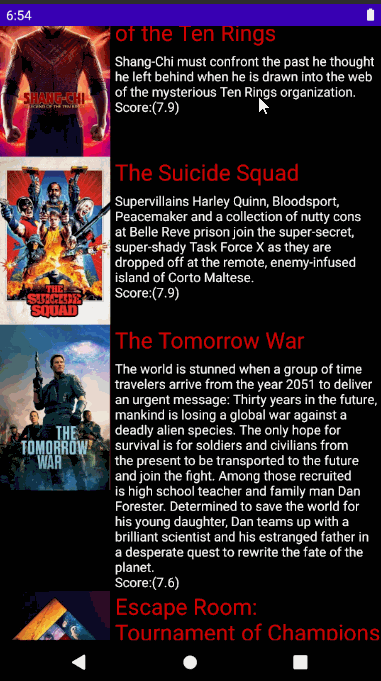 6:54
of the Ten Rings
Shang-Chi must confront the past he thought
he left behind when he is drawn into the web
of the mysterious Ten Rings organization.
Score:(7.9)
SHANG-CHI
The Suicide Squad
Supervillains Harley Quinn, Bloodsport,
Peacemaker and a collection of nutty cons
at Belle Reve prison join the super-secret,
super-shady Task Force X as they are
dropped off at the remote, enemy-infused
island of Corto Maltese.
Score:(7.9)
THE
SUICIDE
SQUAD
The Tomorrow War
The world is stunned when a group of time
travelers arrive from the year 2051 to deliver
an urgent message: Thirty years in the future,
mankind is losing a global war against a
deadly alien species. The only hope for
survival is for soldiers and civilians from
the present to be transported to the future
and join the fight. Among those recruited
is high school teacher and family man Dan
Forester. Determined to save the world for
his young daughter, Dan teams up with a
brilliant scientist and his estranged father in
a desperate quest to rewrite the fate of the
planet.
Score:(7.6)
THE
TOMORROW
WAR
Escape Room:
Tournament of Champions